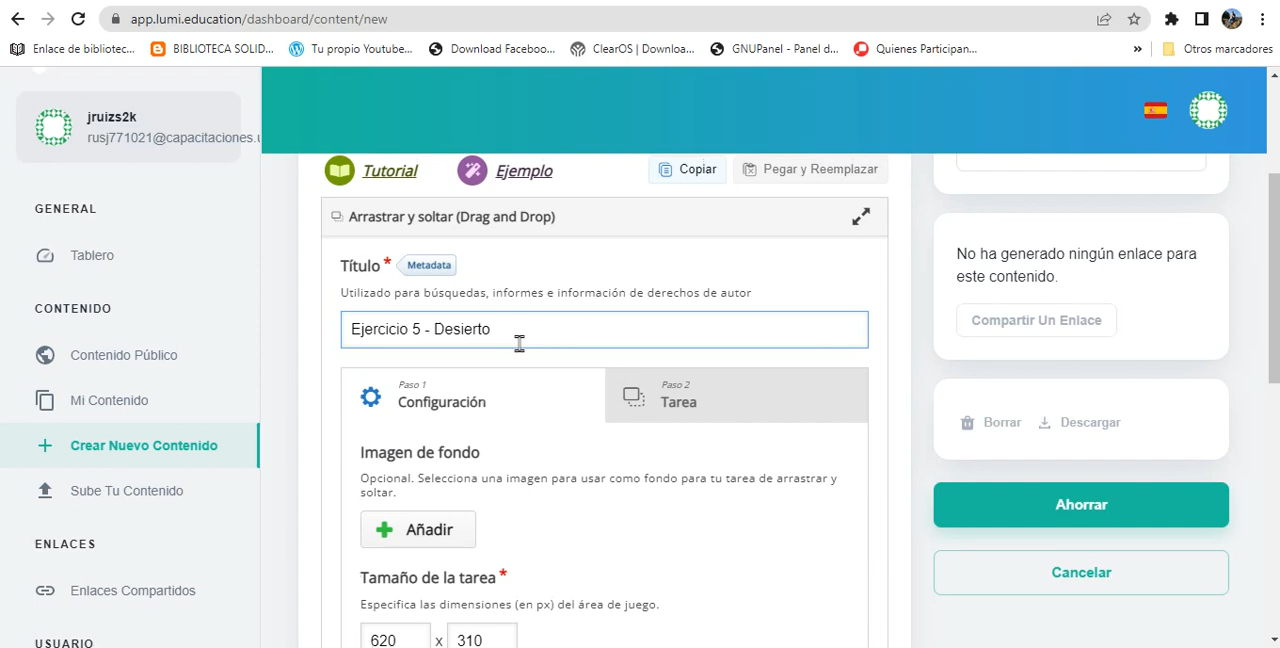 app.lumi.education/dashboard/content/new
Enlace de bibliotec...
BIBLIOTECA SOLID...
Tu propio Youtube...
Download Faceboo...
ClearOS | Downloa...
GNUPanel - Panel d...
Quienes Participan...
»
Otros marcadores
jruizs2k
rusj771021@capacitaciones.u
GENERAL
Tablero
CONTENIDO
Contenido Público
Mi Contenido
Crear Nuevo Contenido
Sube Tu Contenido
ENLACES
Enlaces Compartidos
USUARIO
Tutorial
Ejemplo
Copiar
Pegar y Reemplazar
Arrastrar y soltar (Drag and Drop)
Título * Metadata
Utilizado para búsquedas, informes e información de derechos de autor
Ejercicio 5 - Desierto
Paso 1
Configuración
Paso 2
Tarea
Imagen de fondo
Opcional. Selecciona una imagen para usar como fondo para tu tarea de arrastrar y
soltar.
Añadir
Tamaño de la tarea *
Especifica las dimensiones (en px) del área de juego.
620 x 310
No ha generado ningún enlace para
este contenido.
Compartir Un Enlace
Borrar
Descargar
Ahorrar
Cancelar